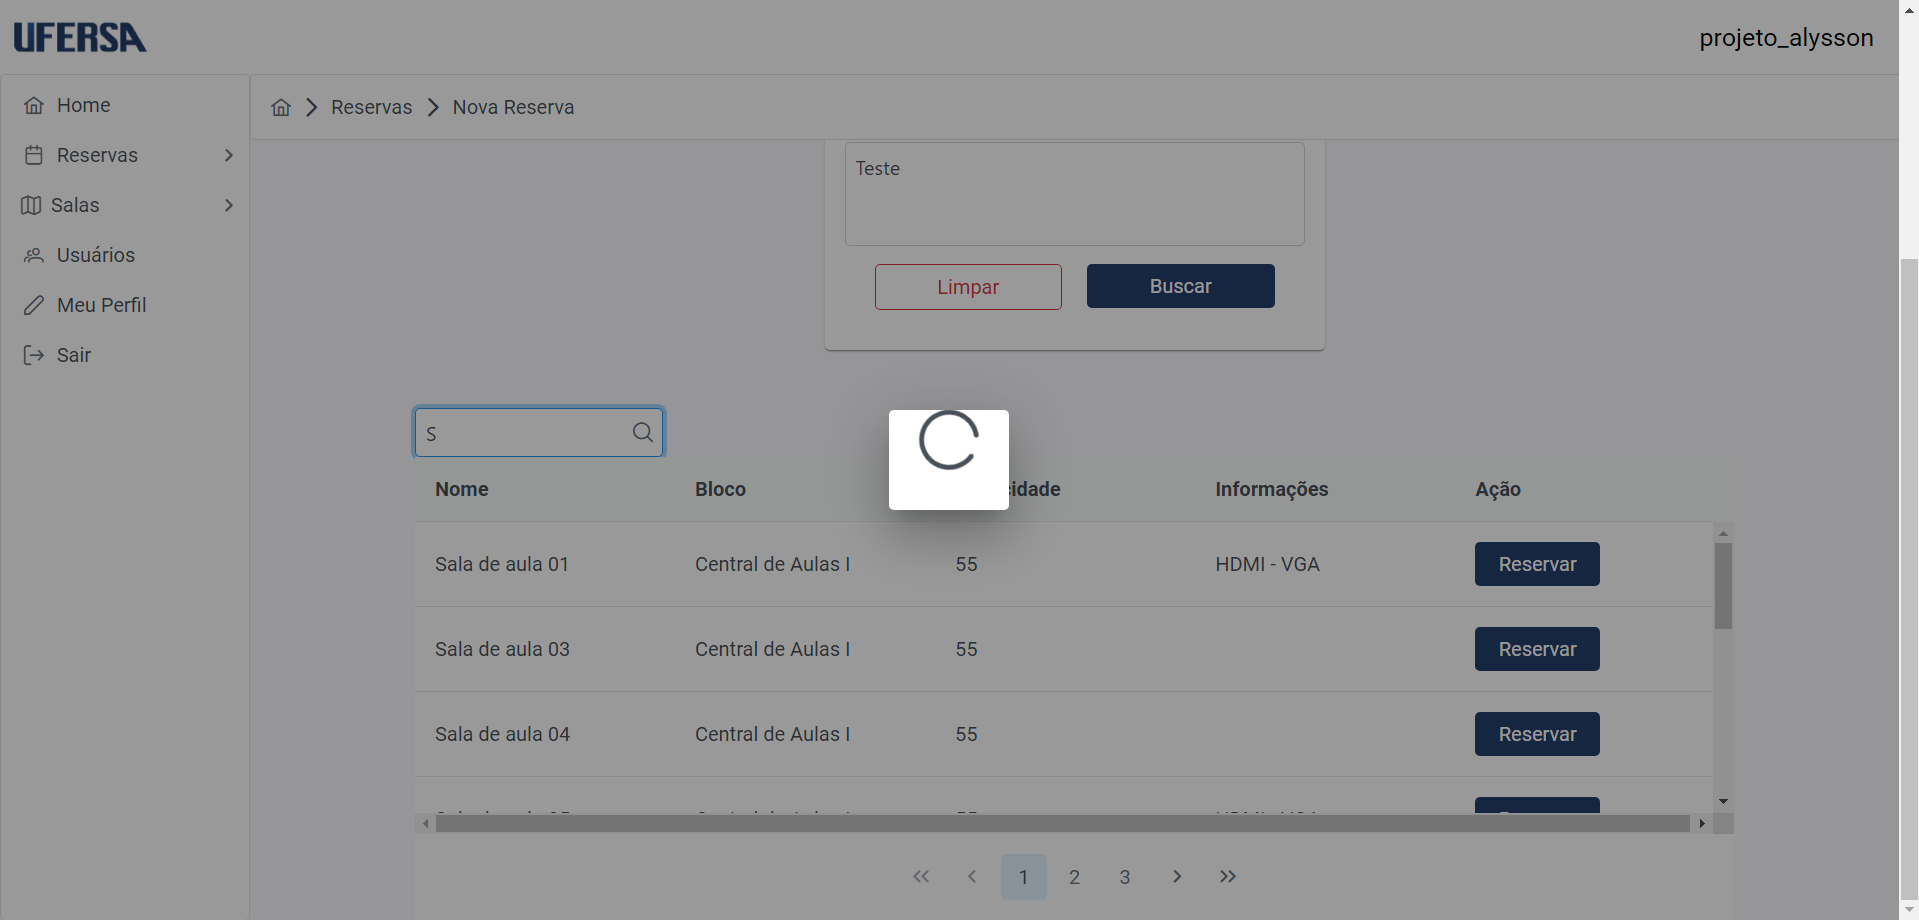 UFERSA
projeto_alysson
Home
Reservas
Salas
Usuários
Meu Perfil
Sair
Reservas
Nova Reserva
Teste
Limpar
Buscar
S
Nome Bloco cidade Informações Ação
Sala de aula 01 Central de Aulas I 55 HDMI - VGA Reservar
Sala de aula 03 Central de Aulas I 55 Reservar
Sala de aula 04 Central de Aulas I 55 Reservar
1 2 3